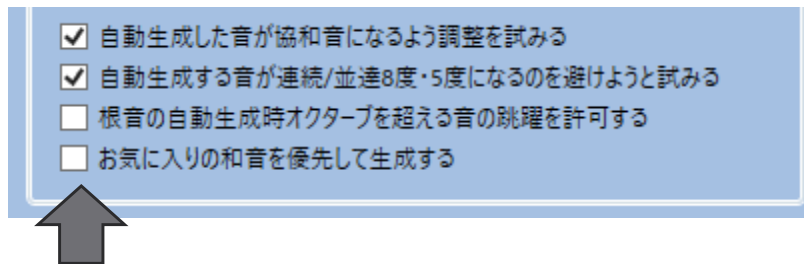 自動生成した音が協和音になるよう調整を試みる
自動生成する音が連続/並達8度・5度になるのを避けようと試みる
根音の自動生成時オクターブを超える音の跳躍を許可する
お気に入りの和音を優先して生成する